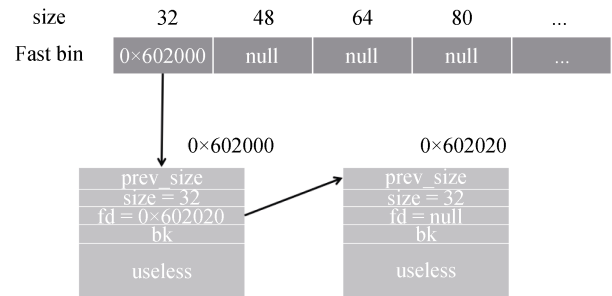 size 32 48 64 80 ...
Fast bin 0×602000 null null null ...
0×602000 0×602020
prev_size prev_size
size = 32 size = 32
fd = 0×602020 fd = null
bk bk
useless useless